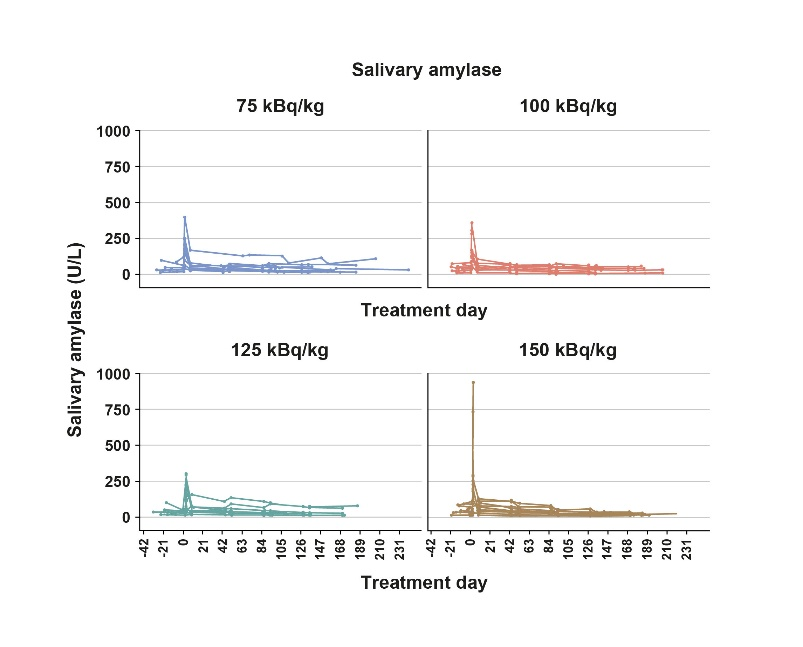 Salivary amylase
75 kBq/kg
100 kBq/kg
1000
750
500
250
0
Treatment day
Salivary amylase (U/L)
125 kBq/kg
150 kBq/kg
1000
750
500
250
0
-42 -21 0 21 42 63 84 105 126 147 168 189 210 231
-42 -21 0 21 42 63 84 105 126 147 168 189 210 231
Treatment day